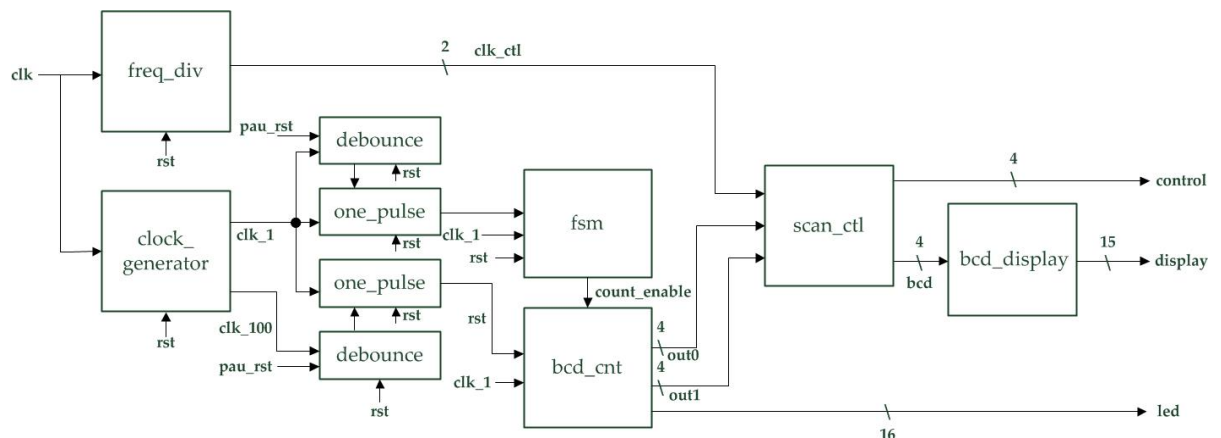 2
clk_ctl
clk
freq_div
rst
pau_rst
debounce
rst
4
control
clk_1
clock_
generator
one_pulse
rst
clk_1
rst
fsm
scan_ctl
4
bcd
bcd_display
15
display
one_pulse
rst
rst
count_enable
clk_100
rst
pau_rst
debounce
rst
clk_1
bcd_cnt
4
out0
4
out1
16
led